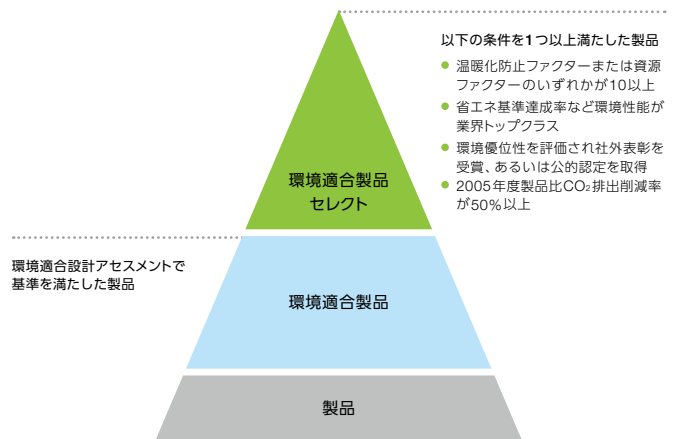 以下の条件を1つ以上満たした製品
● 温暖化防止ファクターまたは資源
ファクターのいずれかが10以上
● 省エネ基準達成率など環境性能が
業界トップクラス
● 環境優位性を評価され社外表彰を
受賞、あるいは公的認定を取得
● 2005年度製品比CO₂排出削減率
が50%以上
環境適合製品
セレクト
環境適合設計アセスメントで
基準を満たした製品
環境適合製品
製品